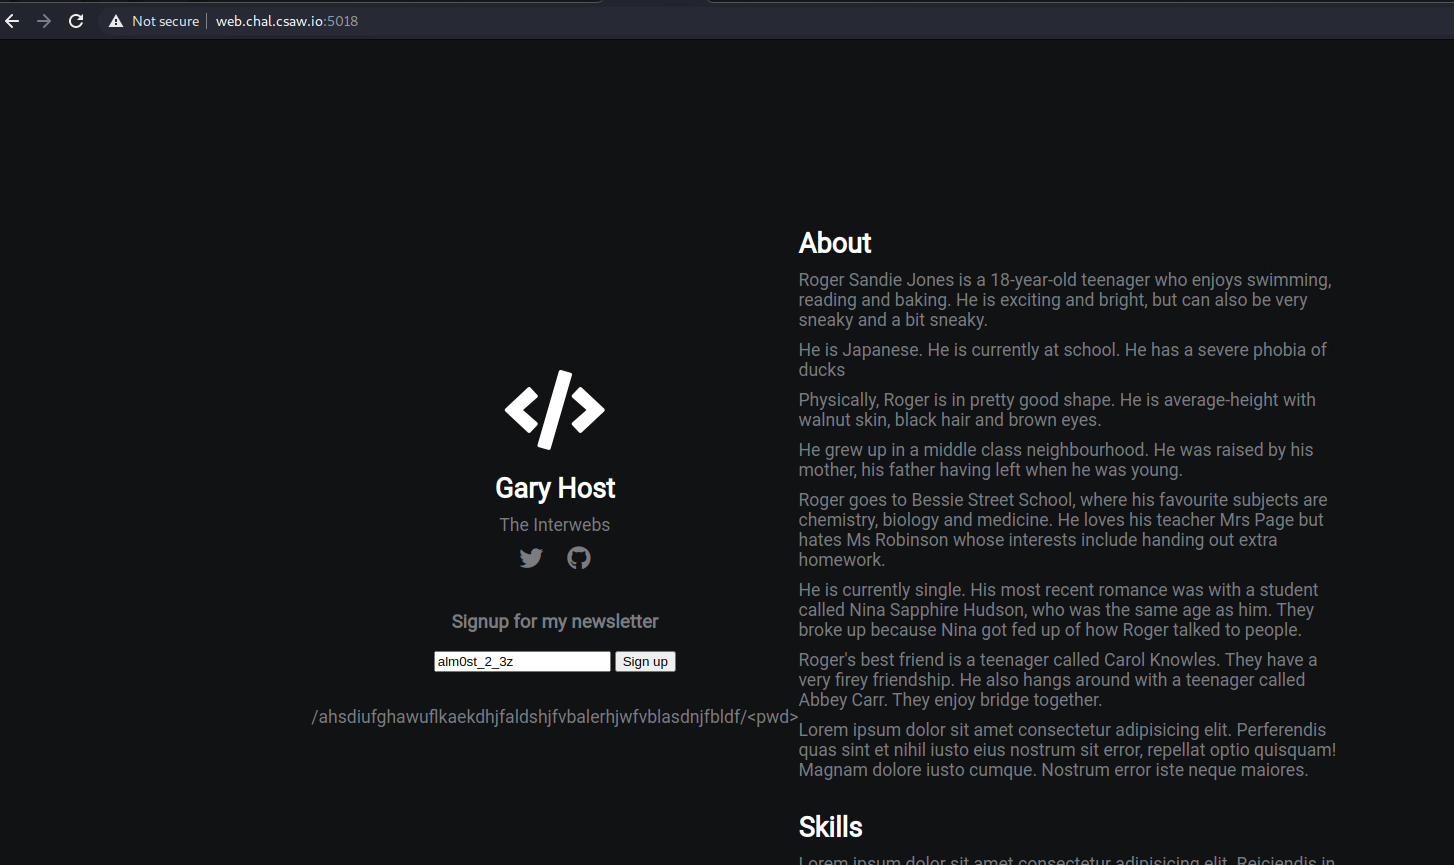 Not secure | web.chal.csaw.io:5018
Gary Host
The Interwebs
Signup for my newsletter
alm0st_2_3z Sign up
/ahsdiufghawuflkaekdhjfaldshjfvbalerhjwfvblasdnjfbldf/<pwd>
About
Roger Sandie Jones is a 18-year-old teenager who enjoys swimming,
reading and baking. He is exciting and bright, but can also be very
sneaky and a bit sneaky.
He is Japanese. He is currently at school. He has a severe phobia of
ducks
Physically, Roger is in pretty good shape. He is average-height with
walnut skin, black hair and brown eyes.
He grew up in a middle class neighbourhood. He was raised by his
mother, his father having left when he was young.
Roger goes to Bessie Street School, where his favourite subjects are
chemistry, biology and medicine. He loves his teacher Mrs Page but
hates Ms Robinson whose interests include handing out extra
homework.
He is currently single. His most recent romance was with a student
called Nina Sapphire Hudson, who was the same age as him. They
broke up because Nina got fed up of how Roger talked to people.
Roger's best friend is a teenager called Carol Knowles. They have a
very firey friendship. He also hangs around with a teenager called
Abbey Carr. They enjoy bridge together.
Lorem ipsum dolor sit amet consectetur adipisicing elit. Perferendis
quas sint et nihil iusto eius nostrum sit error, repellat optio quisquam!
Magnam dolore iusto cumque. Nostrum error iste neque maiores.
Skills
Lorem ipsum dolor sit amet consectetur adipisicing elit. Reiciendis in